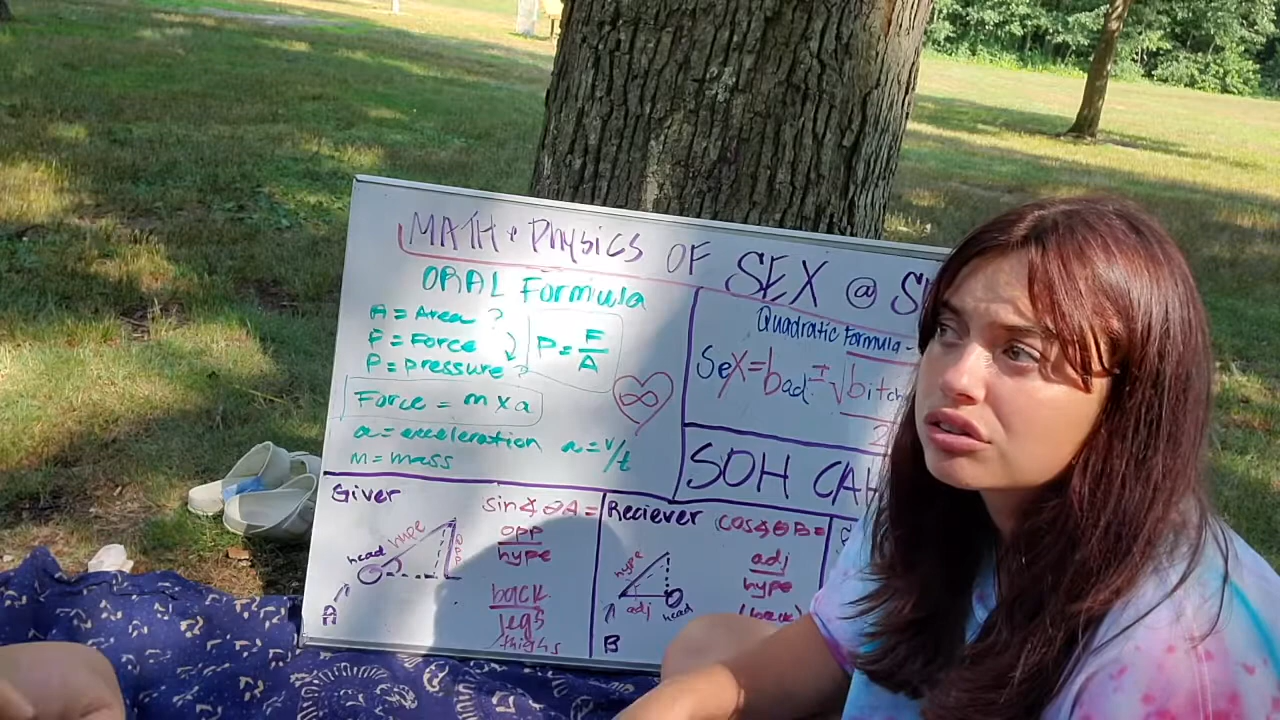 MATH + Physics OF SEX @
ORAL Formula
A = Area ?
F = Force
P = pressure ?
P = F
A
Force = m x a
a = acceleration a = v/t
M = mass
Quadratic Formula -
Sex = bad ± √bitch
2
SOH CAH
Giver
sin∡ θA =
opp
hype
head
hype
opp
back
legs
/thighs
A
Reciever
cos∡ θB =
adj
hype
(back)
hype
adj
head
B